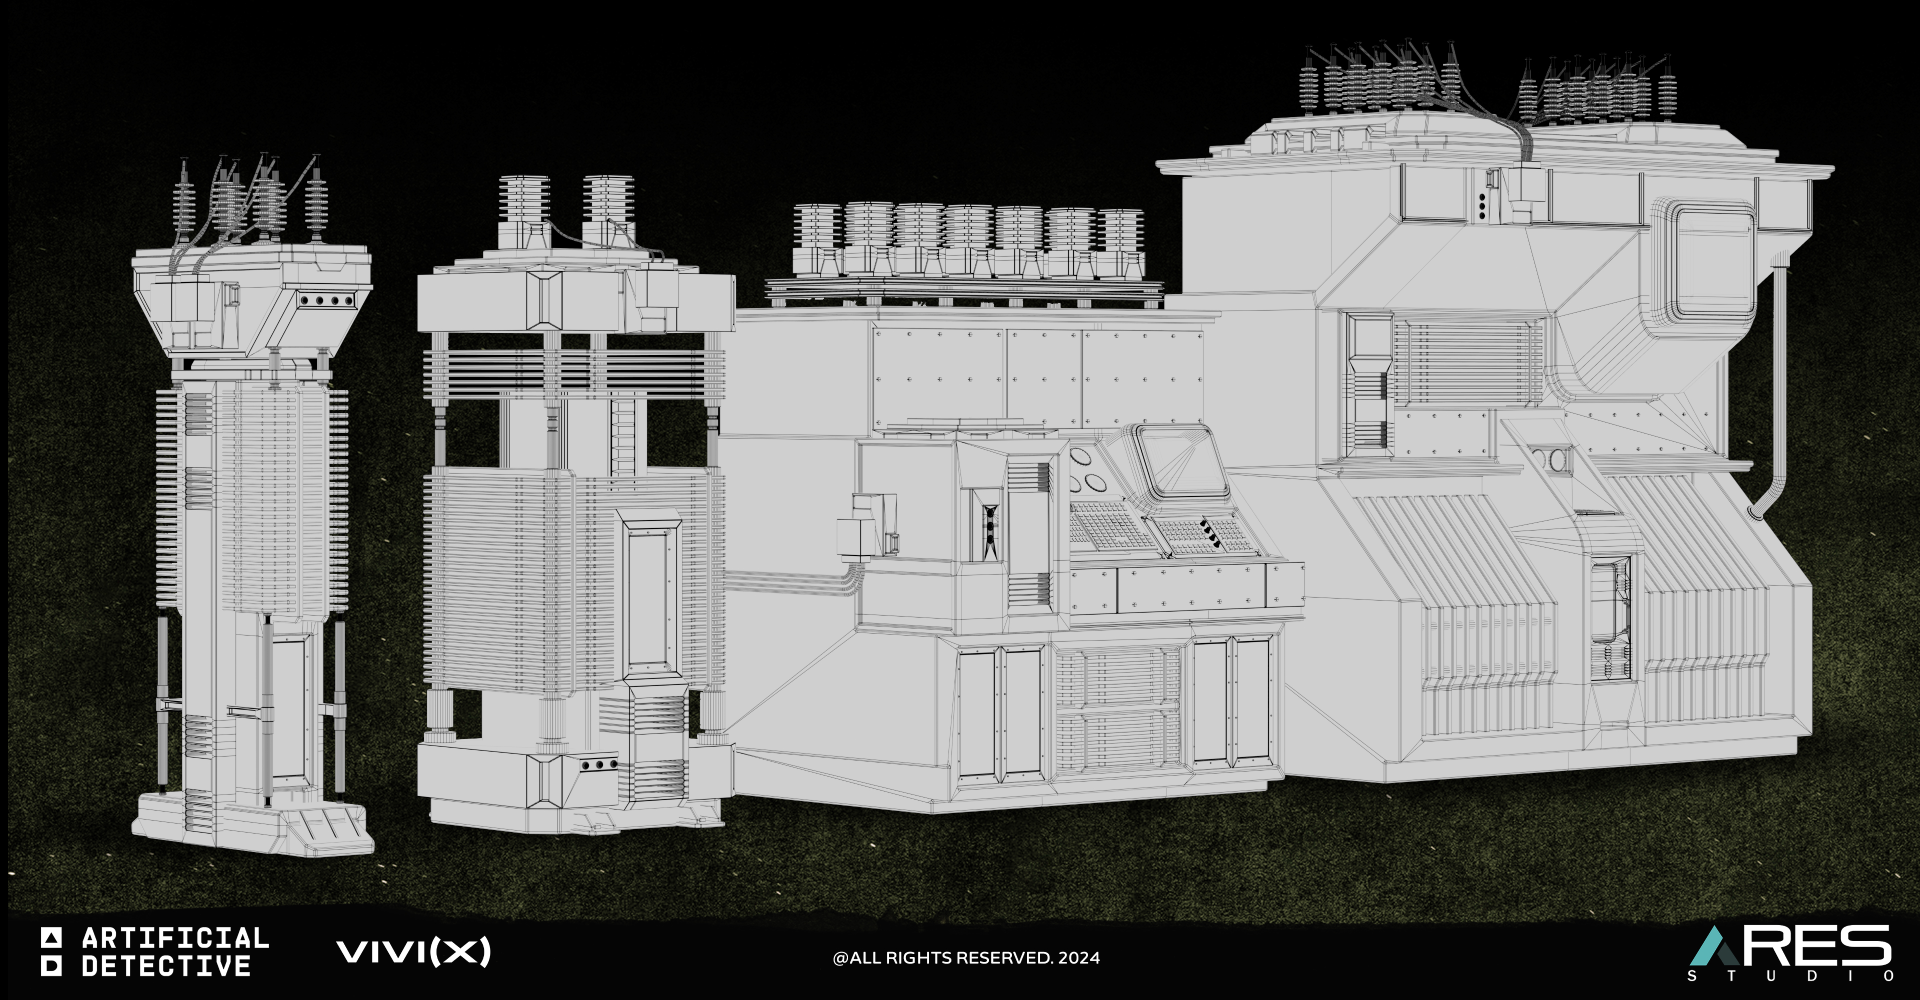 ARTIFICIAL
DETECTIVE
VIVI(X)
@ALL RIGHTS RESERVED. 2024
ARES
STUDIO